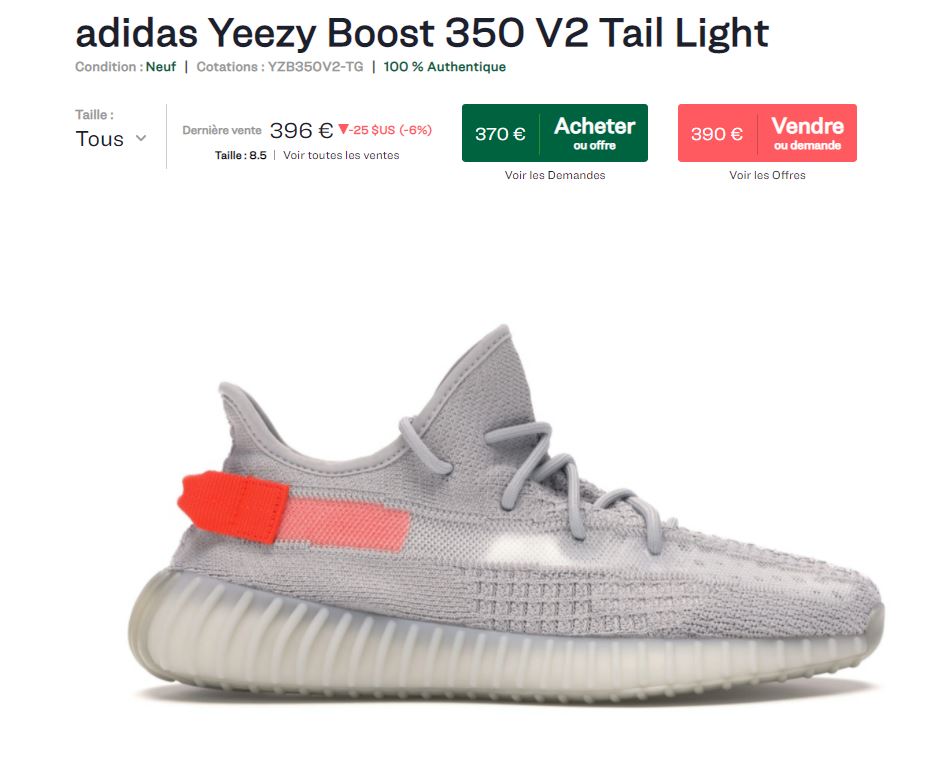 adidas Yeezy Boost 350 V2 Tail Light
Condition : Neuf | Cotations : YZB350V2-TG | 100 % Authentique
Taille :
Tous
Dernière vente 396 € ▼-25 $US (-6%)
Taille : 8.5 | Voir toutes les ventes
370 € Acheter
ou offre
Voir les Demandes
390 € Vendre
ou demande
Voir les Offres